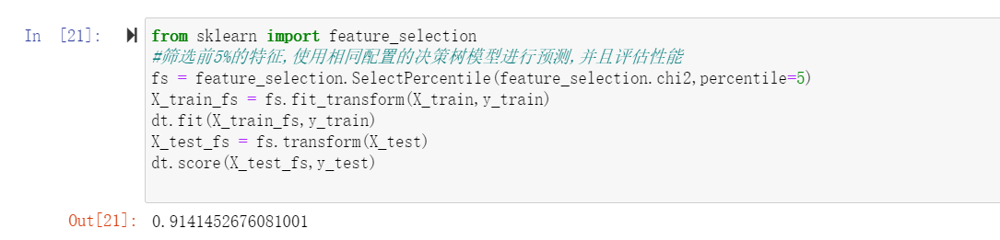 In [21]:
from sklearn import feature_selection
#筛选前5%的特征,使用相同配置的决策树模型进行预测,并且评估性能
fs = feature_selection.SelectPercentile(feature_selection.chi2,percentile=5)
X_train_fs = fs.fit_transform(X_train,y_train)
dt.fit(X_train_fs,y_train)
X_test_fs = fs.transform(X_test)
dt.score(X_test_fs,y_test)
Out[21]: 0.9141452676081001